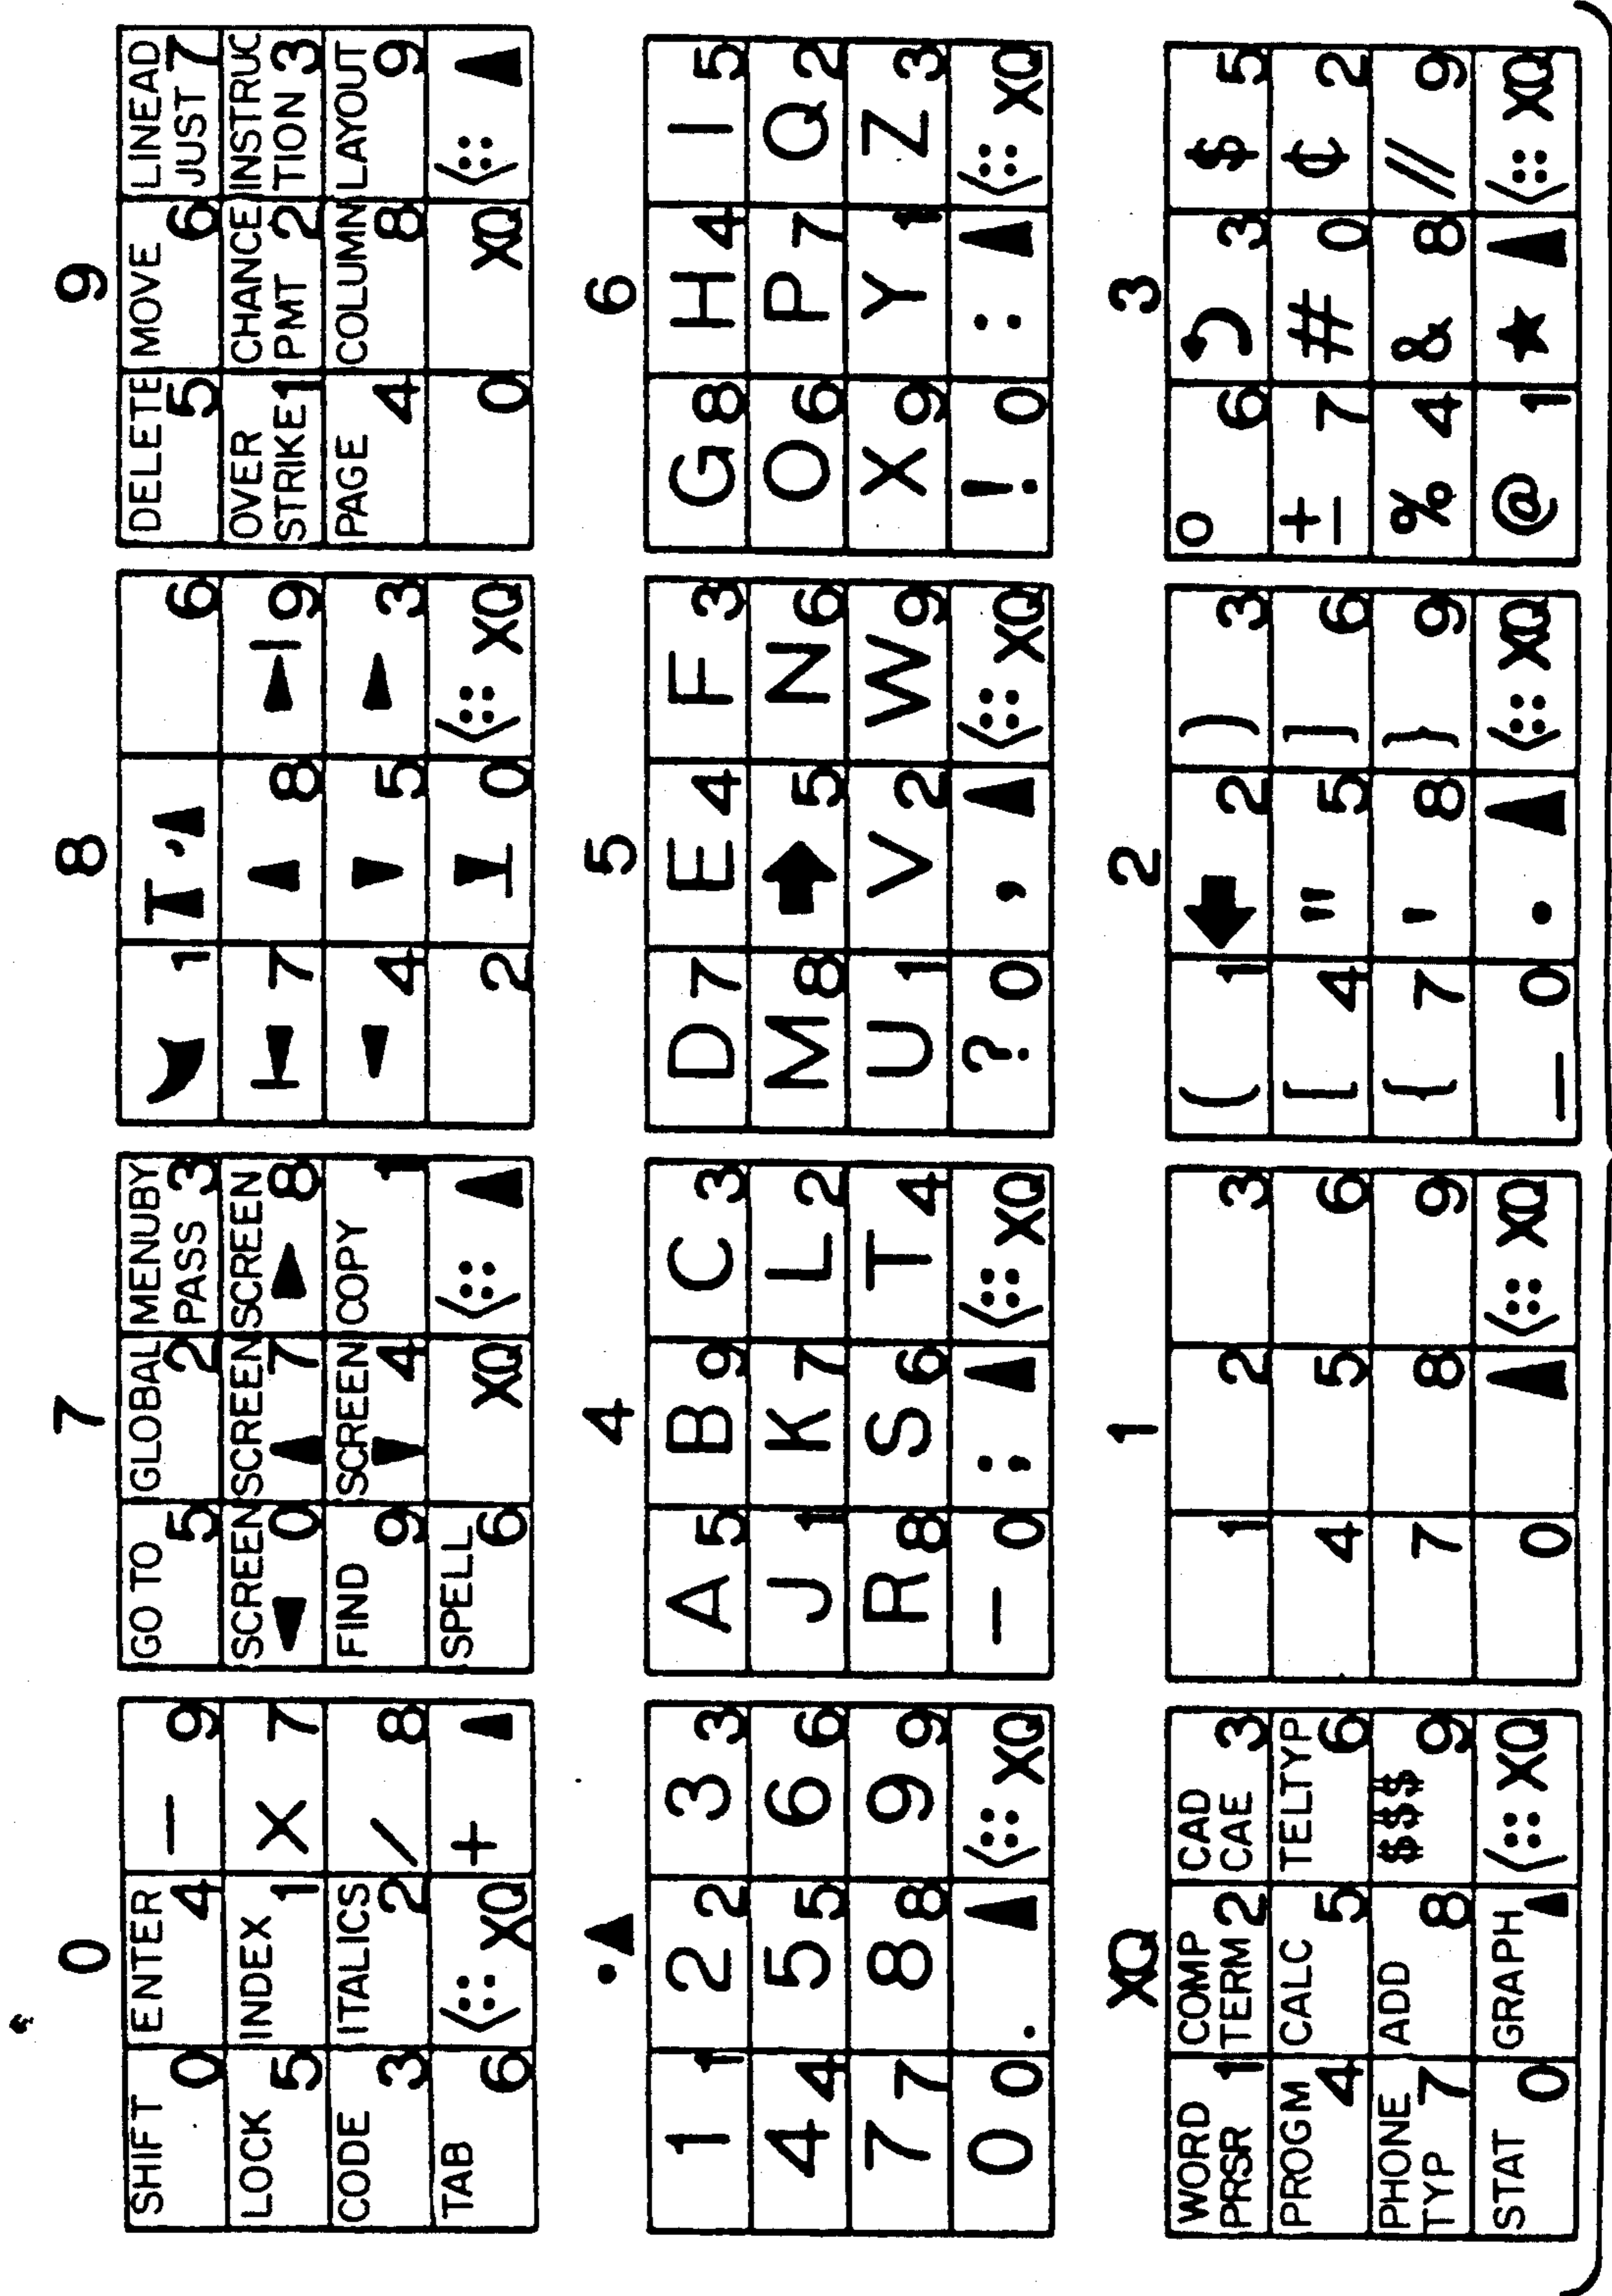 0
SHIFT 0 ENTER 4 — 9
LOCK 5 INDEX 1 X 7
CODE 3 ITALICS 2 / 8
TAB 6 XQ + ▲
7
GO TO 5 GLOBAL 2 MENUBY PASS 3
SCREEN ◀ 0 SCREEN ▲ 7 SCREEN ▶ 8
FIND 9 SCREEN ▼ 4 COPY 1
SPELL 6 XQ (::: ▲
8
1 ▲,▲ 6
7 ▲ 8 9
◀ 4 ▼ 5 ▶ 3
2 0 (::: XQ
9
DELETE 5 MOVE 6 LINEAD JUST 7
OVER STRIKE 1 CHANCE PMT 2 INSTRUC TION 3
PAGE 4 COLUMN 8 LAYOUT 9
0 XQ (::: ▲
•▲
1 1 2 2 3 3
4 4 5 5 6 6
7 7 8 8 9 9
0 0 . ▲ (::: XQ
4
A 5 B 9 C 3
J 1 K 7 L 2
R 8 S 6 T 4
— 0 ; ▲ (::: XQ
5
D 7 E 4 F 3
M 8 ⬆ 5 N 6
U 1 V 2 W 9
? 0 , ▲ (::: XQ
6
G 8 H 4 I 5
O 6 P 7 Q 2
X 9 Y 1 Z 3
! 0 : ▲ (::: XQ
XQ
WORD PRSR 1 COMP TERM 2 CAD CAE 3
PROGM 4 CALC 5 TELTYP 6
PHONE TYP 7 ADD 8 $$$ 9
STAT 0 GRAPH ▲ (::: XQ
1
1 2 3
4 5 6
7 8 9
0 ▲ (::: XQ
2
( 1 ⬇ 2 ) 3
[ 4 " 5 ] 6
{ 7 ' 8 } 9
_ 0 • ▲ (::: XQ
3
° 6 3 $ 5
± 7 # 0 ¢ 2
% 4 & 8 // 9
@ 1 ★ ▲ (::: XQ